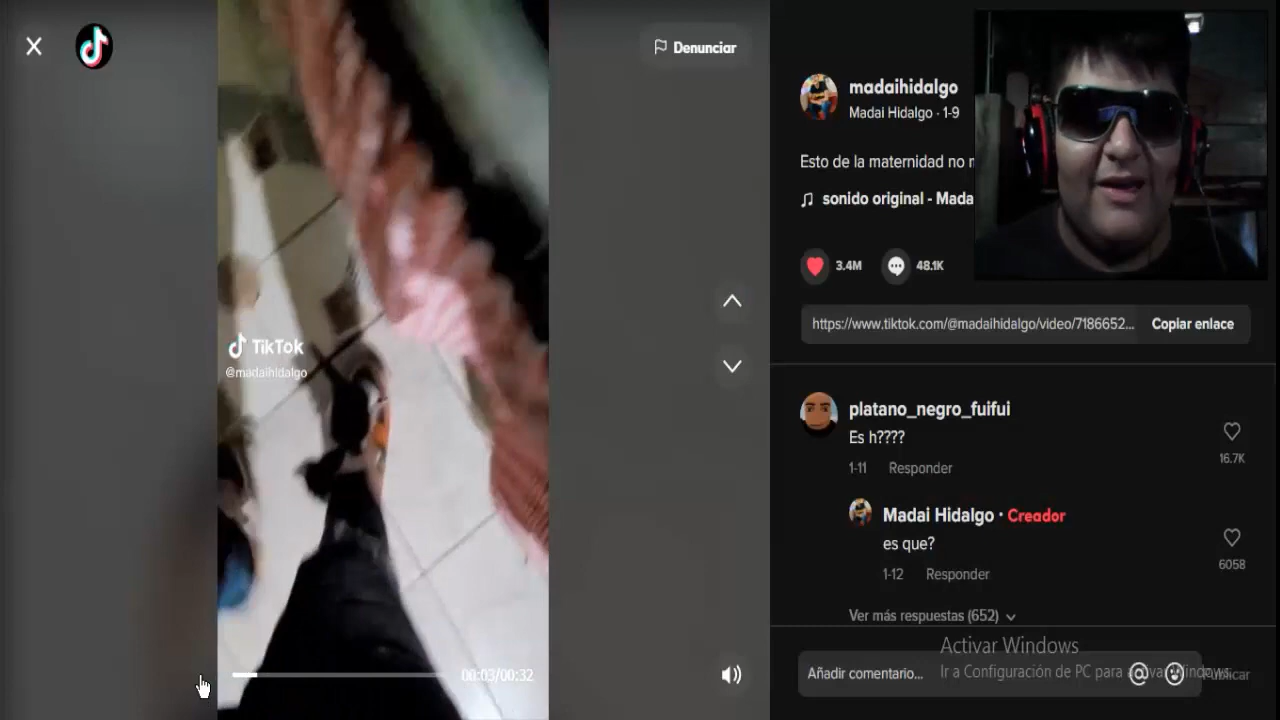 Denunciar
TikTok
@madaihidalgo
00:03/00:32
madaihidalgo
Madai Hidalgo · 1-9
Esto de la maternidad no
sonido original - Mada
3.4M
48.1K
https://www.tiktok.com/@madaihidalgo/video/7186652...
Copiar enlace
platano_negro_fuifui
Es h????
1-11 Responder
16.7K
Madai Hidalgo · Creador
es que?
1-12 Responder
6058
Ver más respuestas (652)
Activar Windows
Ir a Configuración de PC para activar Windows.
Añadir comentario...
Publicar